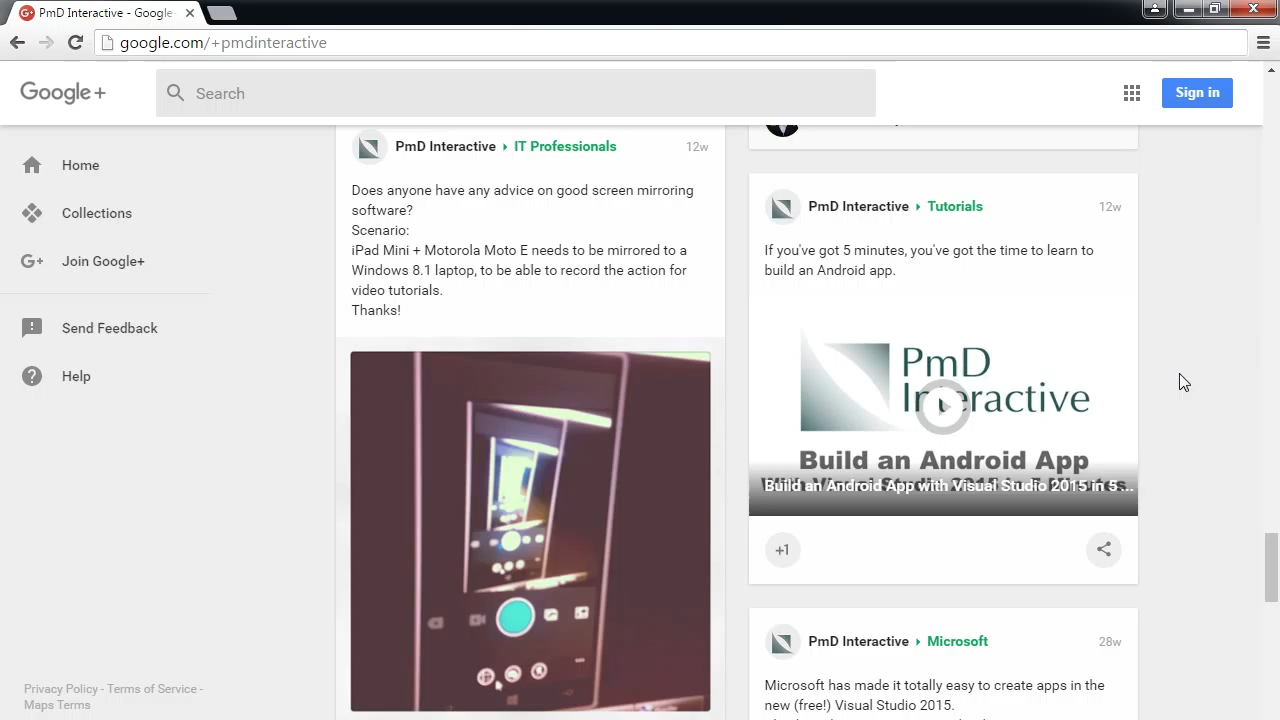 PmD Interactive - Google
google.com/+pmdinteractive
Google+
Search
Sign in
Home
Collections
G+ Join Google+
Send Feedback
Help
Privacy Policy - Terms of Service -
Maps Terms
PmD Interactive IT Professionals 12w
Does anyone have any advice on good screen mirroring
software?
Scenario:
iPad Mini + Motorola Moto E needs to be mirrored to a
Windows 8.1 laptop, to be able to record the action for
video tutorials.
Thanks!
PmD Interactive Tutorials 12w
If you've got 5 minutes, you've got the time to learn to
build an Android app.
PmD
Interactive
Build an Android App
Build an Android App with Visual Studio 2015 in 5 ...
+1
PmD Interactive Microsoft 28w
Microsoft has made it totally easy to create apps in the
new (free!) Visual Studio 2015.